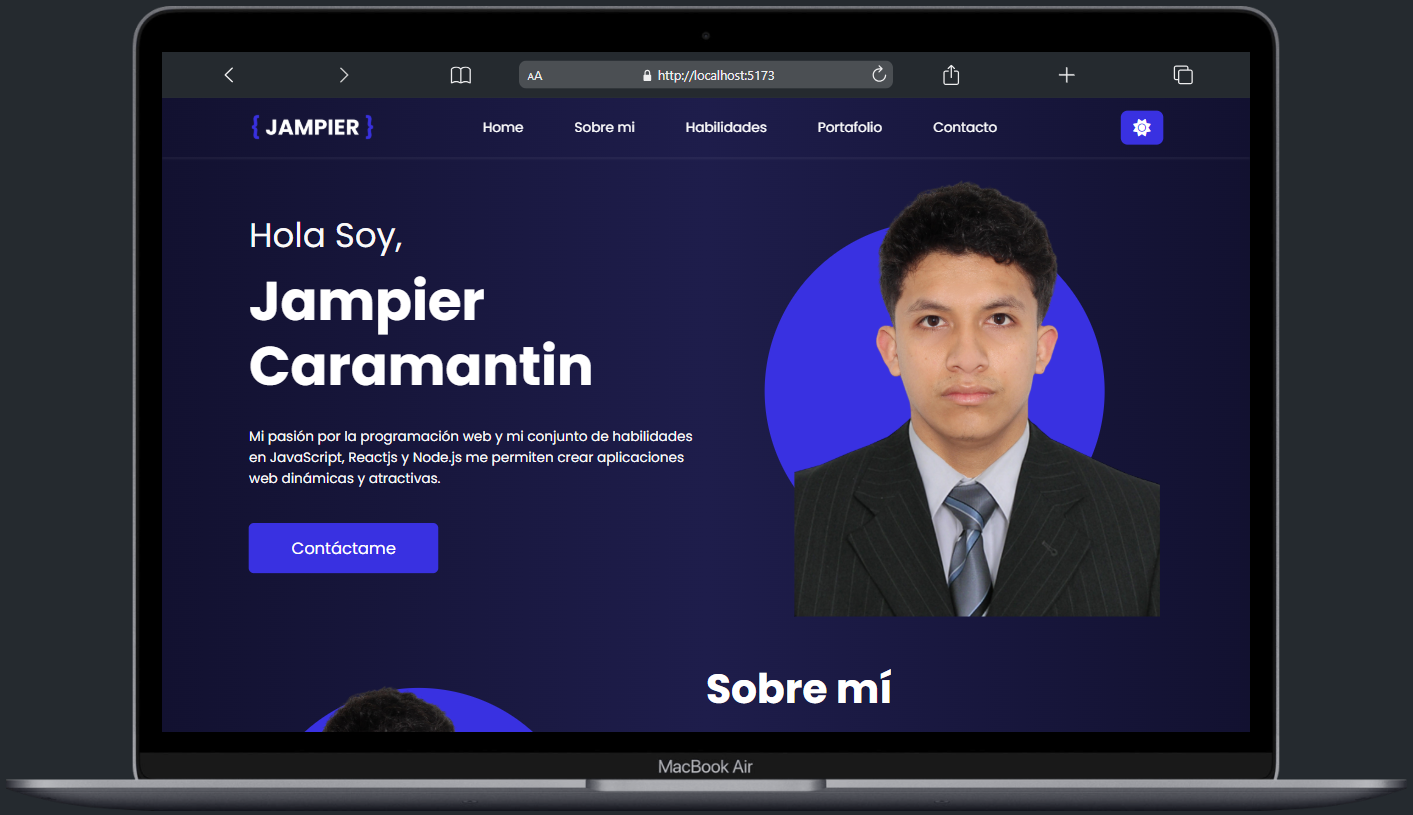 AA
http://localhost:5173
{ JAMPIER }
Home
Sobre mi
Habilidades
Portafolio
Contacto
Hola Soy,
Jampier
Caramantin
Mi pasión por la programación web y mi conjunto de habilidades
en JavaScript, Reactjs y Node.js me permiten crear aplicaciones
web dinámicas y atractivas.
Contáctame
Sobre mí
MacBook Air